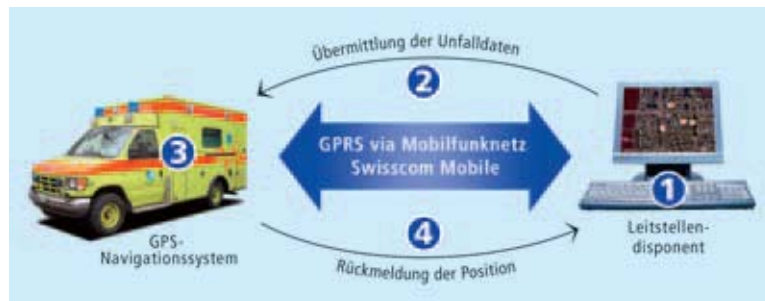 Übermittlung der Unfalldaten
2
GPRS via Mobilfunknetz
Swisscom Mobile
3
1
4
GPS-
Navigationssystem
Leitstellen-
disponent
Rückmeldung der Position